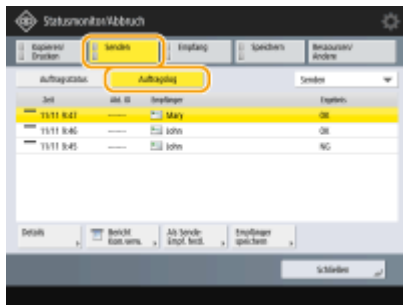 Statusmonitor/Abbruch
Kopieren/
Drucken
Senden
Empfang
Speichern
Ressourcen/
Andere
Auftragsstatus
Auftragslog
Senden
Zeit
Abt. ID
Empfänger
Ergebnis
11/11 9:47
Mary
OK
11/11 9:46
John
OK
11/11 9:45
John
NG
Details
Bericht
Kom.verw.
Als Sende-
Empf. festl.
Empfänger
speichern
Schließen